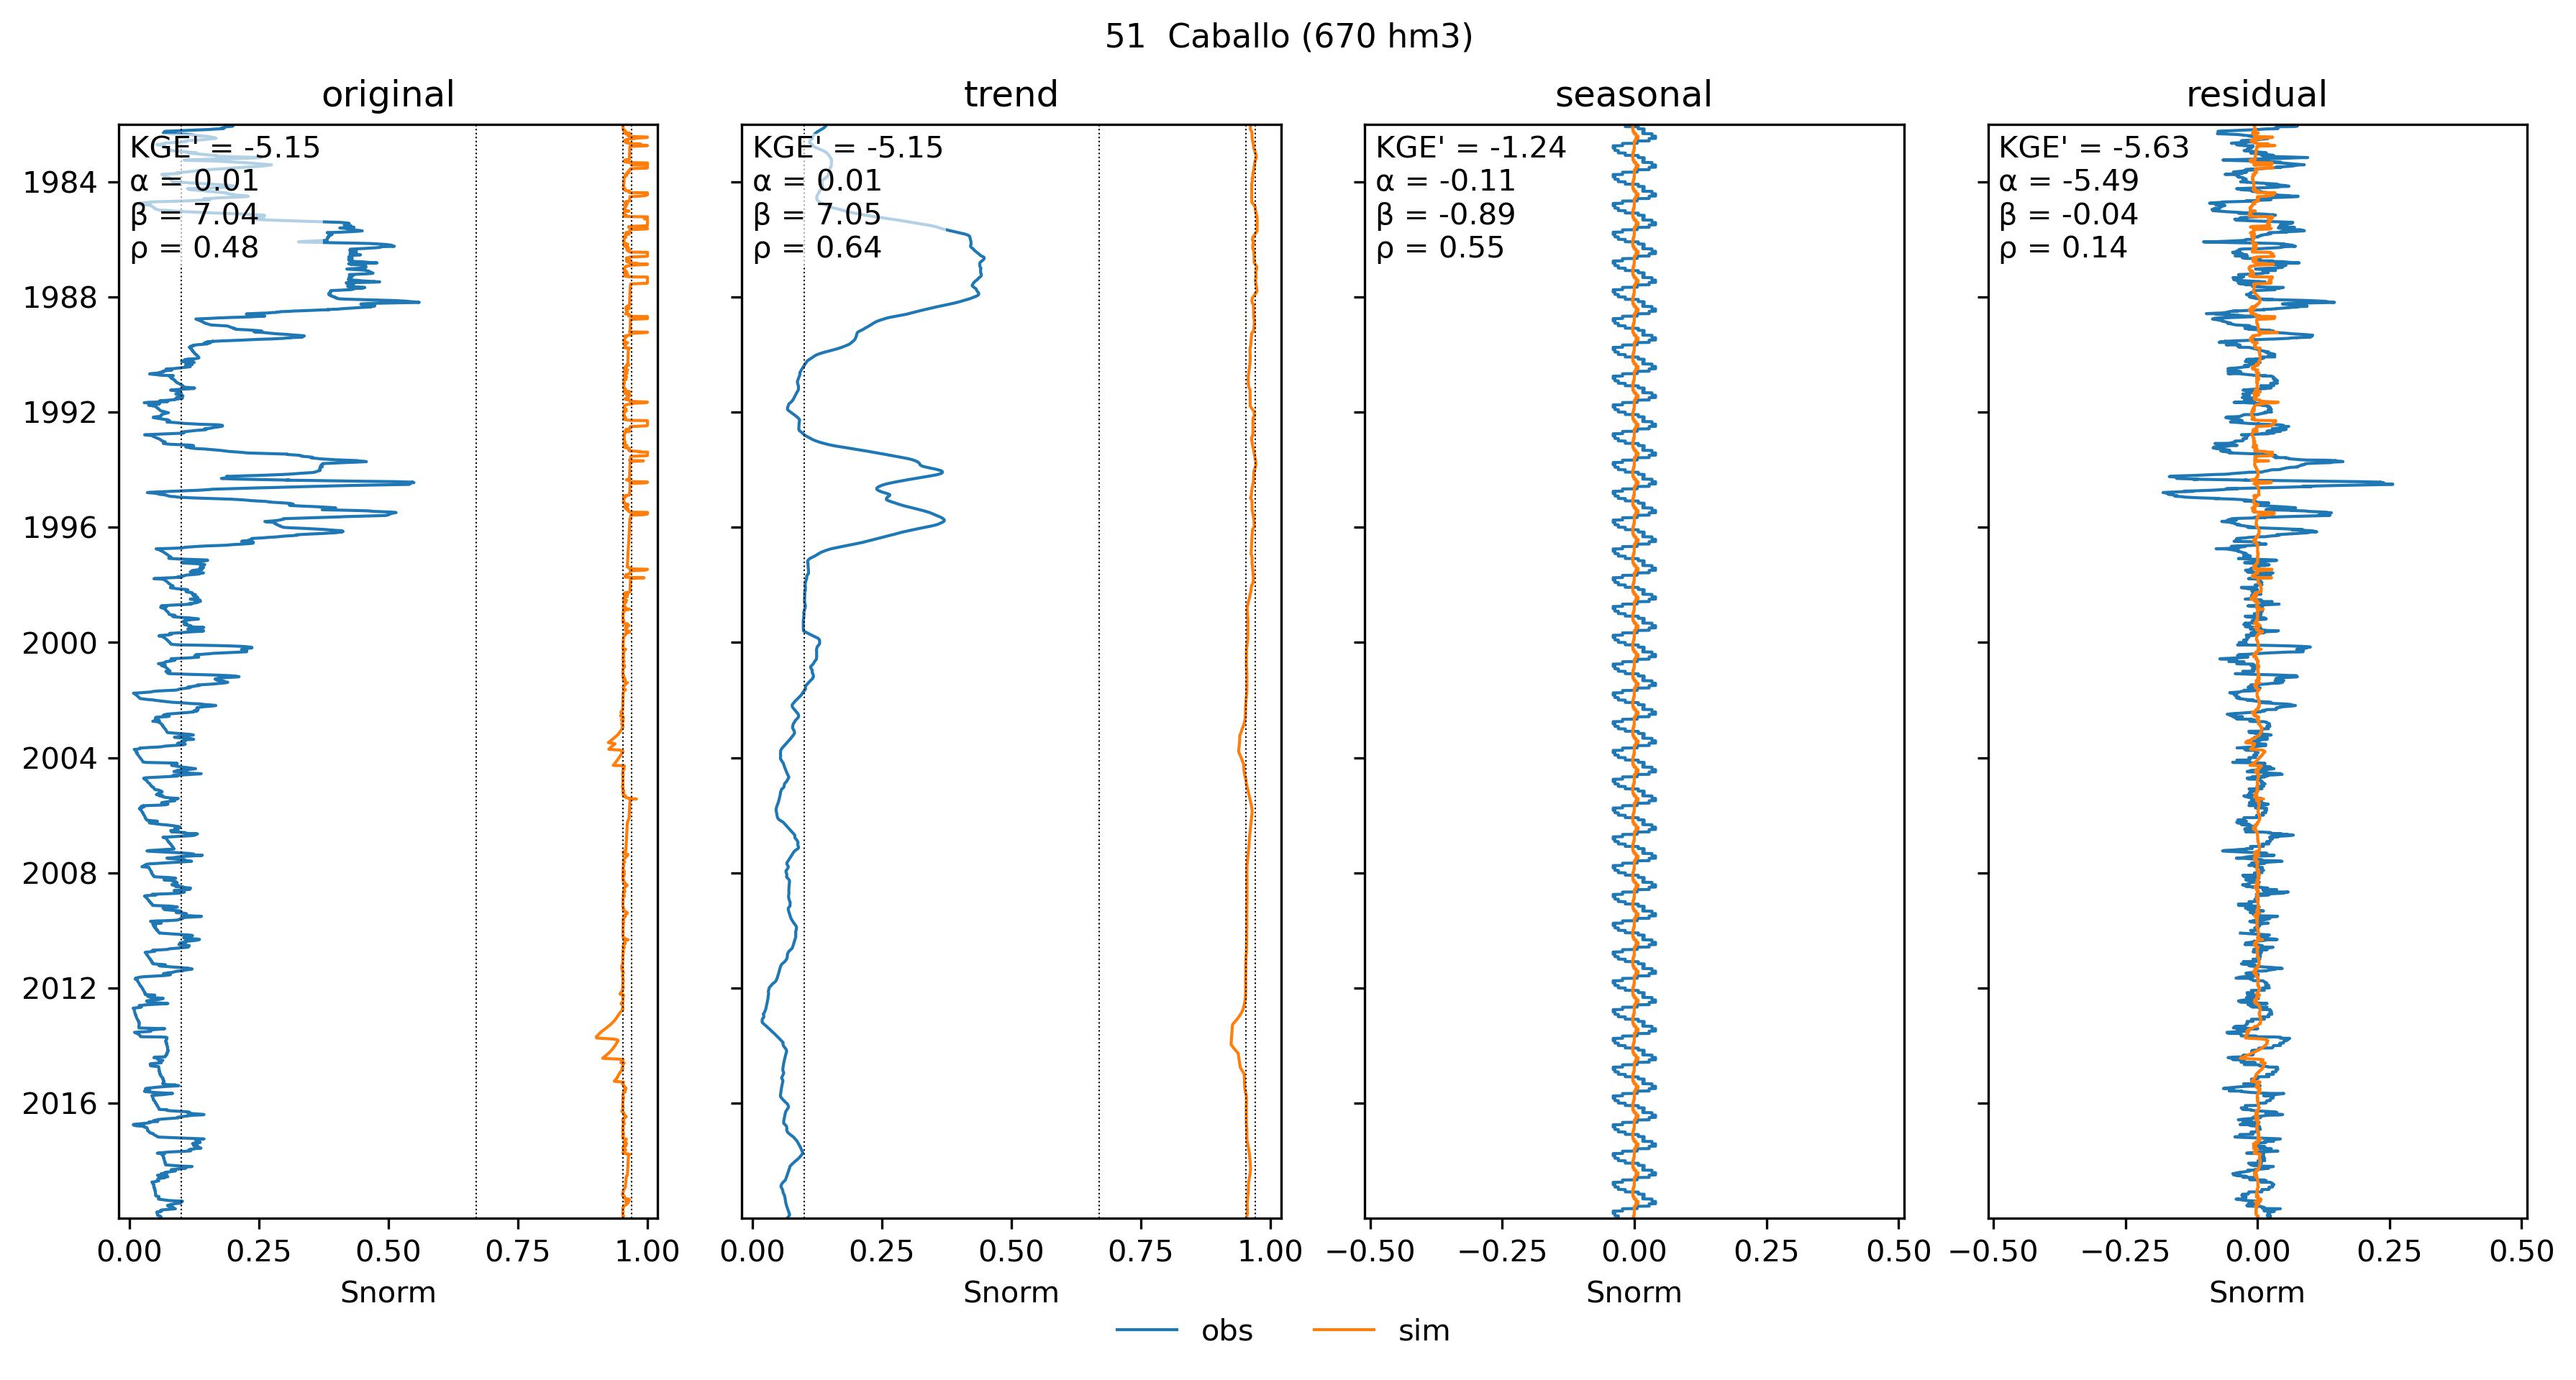 51  Caballo (670 hm3)
original
trend
seasonal
residual
KGE' = -5.15
α = 0.01
β = 7.04
ρ = 0.48
KGE' = -5.15
α = 0.01
β = 7.05
ρ = 0.64
KGE' = -1.24
α = -0.11
β = -0.89
ρ = 0.55
KGE' = -5.63
α = -5.49
β = -0.04
ρ = 0.14
1984
1988
1992
1996
2000
2004
2008
2012
2016
0.00 0.25 0.50 0.75 1.00
0.00 0.25 0.50 0.75 1.00
−0.50 −0.25 0.00 0.25 0.50
−0.50 −0.25 0.00 0.25 0.50
Snorm
Snorm
Snorm
Snorm
obs sim